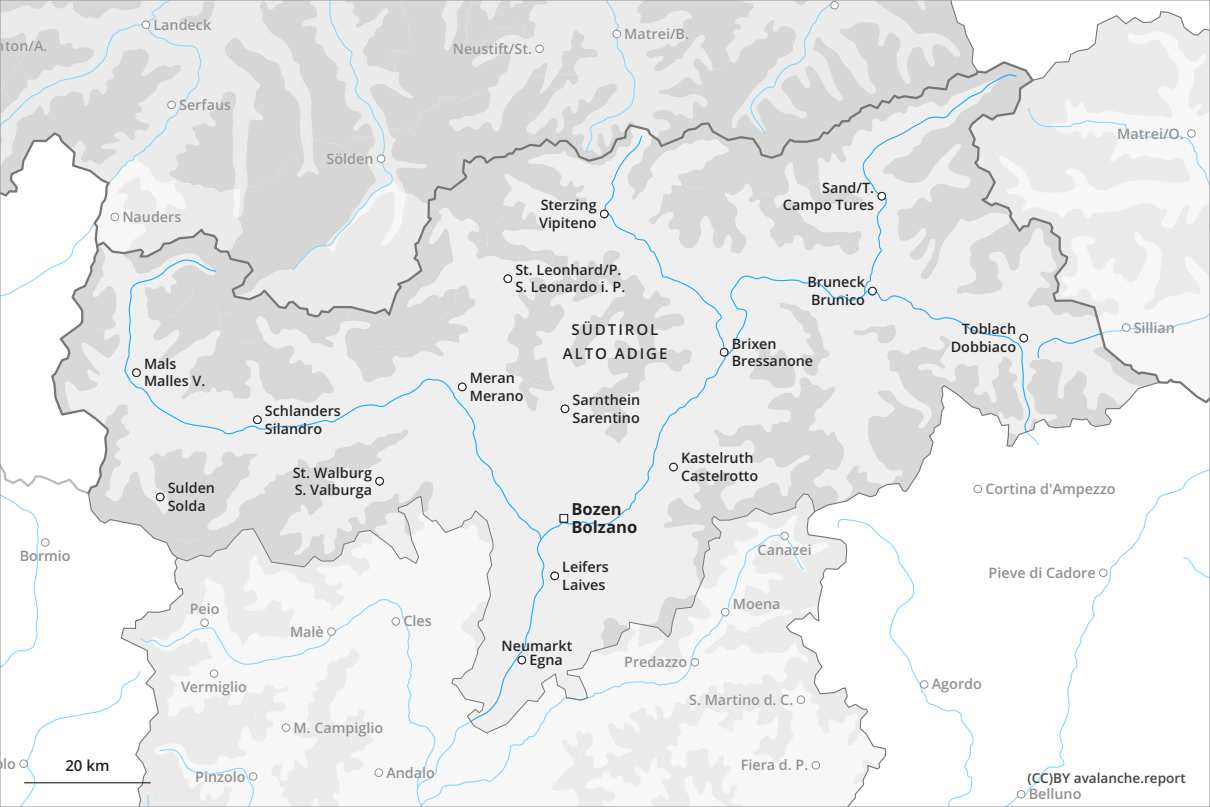 Landeck
Matrei/B.
nton/A.
Neustift/St.
Serfaus
Matrei/O.
Sölden
Sand/T.
Campo Tures
Nauders
Sterzing
Vipiteno
St. Leonhard/P.
S. Leonardo i. P.
Bruneck
Brunico
SÜDTIROL
ALTO ADIGE
Toblach
Dobbiaco
Sillian
Brixen
Bressanone
Mals
Malles V.
Meran
Merano
Sarnthein
Sarentino
Schlanders
Silandro
Kastelruth
Castelrotto
St. Walburg
S. Valburga
Sulden
Solda
Cortina d'Ampezzo
Bozen
Bolzano
Bormio
Canazei
Leifers
Laives
Pieve di Cadore
Peio
Moena
Malè
Cles
Neumarkt
Egna
Predazzo
Vermiglio
Agordo
S. Martino d. C.
M. Campiglio
lo
20 km
Pinzolo
Andalo
Fiera d. P.
(CC)BY avalanche.report
Belluno